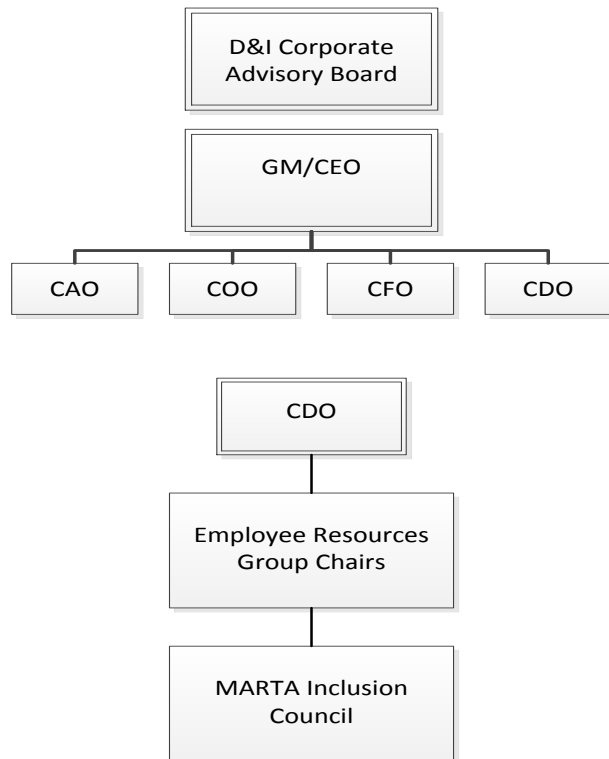 D&I Corporate
Advisory Board
GM/CEO
CAO
COO
CFO
CDO
CDO
Employee Resources
Group Chairs
MARTA Inclusion
Council